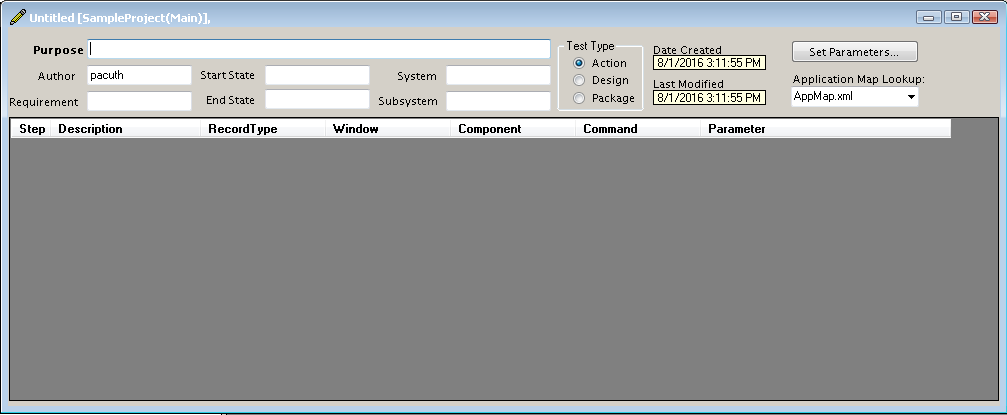 Untitled [SampleProject(Main)],
Purpose
Test Type
Date Created
Set Parameters...
Action
8/1/2016 3:11:55 PM
Author pacuth Start State System
Design
Last Modified
Application Map Lookup:
Requirement End State Subsystem
Package
8/1/2016 3:11:55 PM
AppMap.xml
Step Description RecordType Window Component Command Parameter